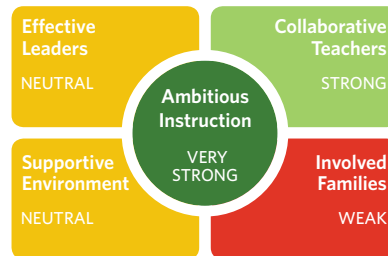 Effective
Leaders
NEUTRAL
Collaborative
Teachers
STRONG
Ambitious
Instruction
VERY
STRONG
Supportive
Environment
NEUTRAL
Involved
Families
WEAK